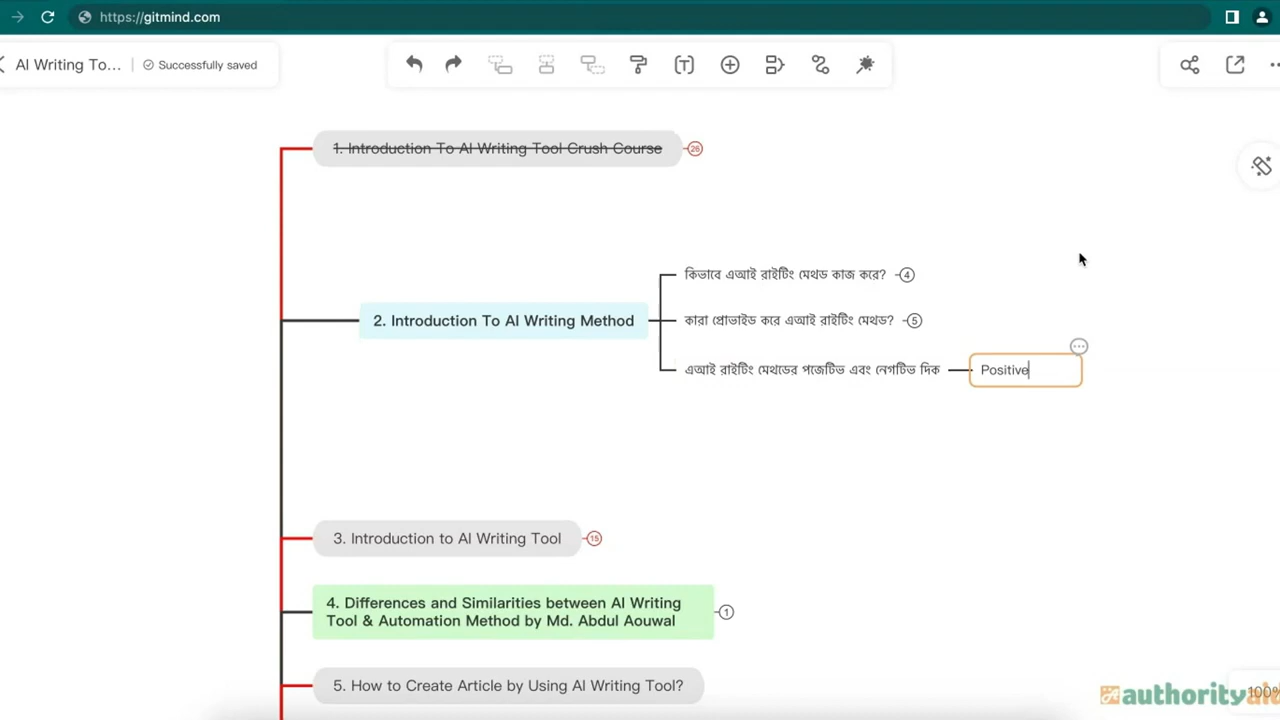 https://gitmind.com
AI Writing To...
Successfully saved
1. Introduction To AI Writing Tool Crush Course
26
কিভাবে এআই রাইটিং মেথড কাজ করে?
4
2. Introduction To AI Writing Method
কারা প্রোভাইড করে এআই রাইটিং মেথড?
5
এআই রাইটিং মেথডের পজেটিভ এবং নেগটিভ দিক
Positive
3. Introduction to AI Writing Tool
15
4. Differences and Similarities between AI Writing
Tool & Automation Method by Md. Abdul Aouwal
1
5. How to Create Article by Using AI Writing Tool?
100%